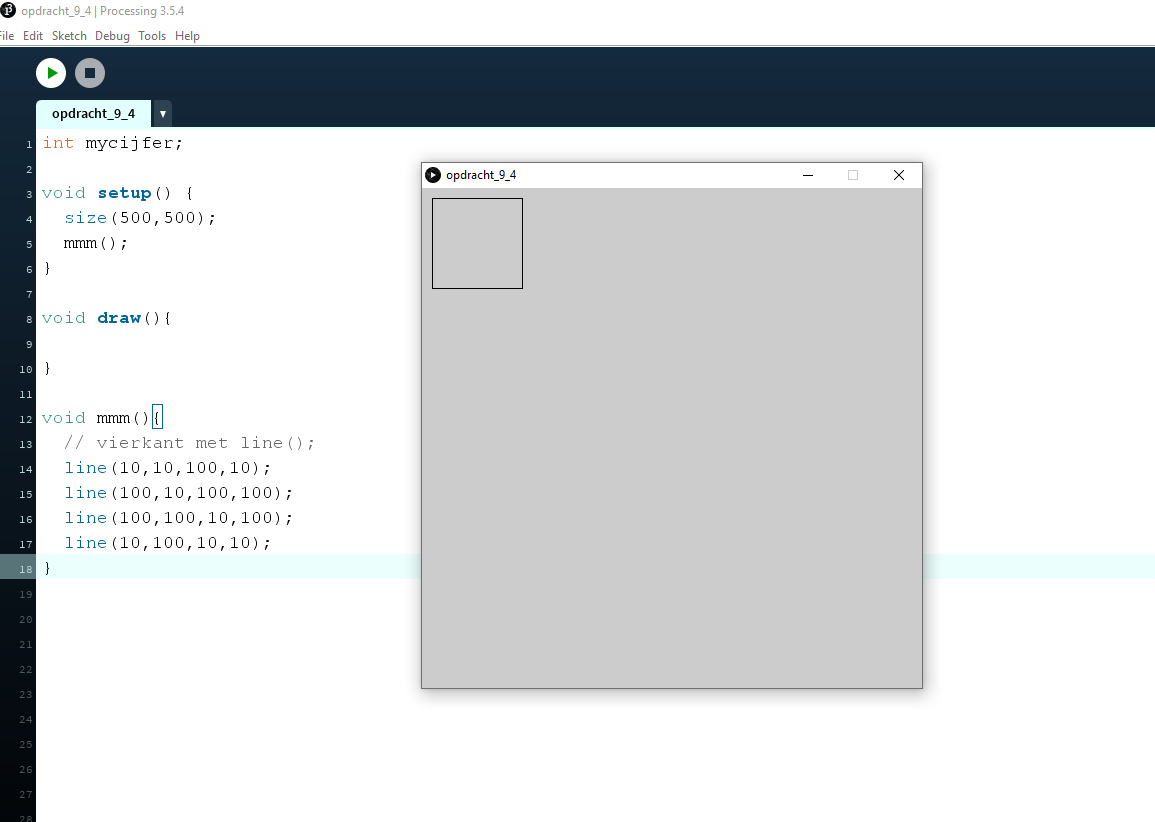 opdracht_9_4 | Processing 3.5.4
File Edit Sketch Debug Tools Help
opdracht_9_4 ▼
1 int mycijfer;
2
3 void setup() {
4   size(500,500);
5   mmm();
6 }
7
8 void draw(){
9
10 }
11
12 void mmm(){
13   // vierkant met line();
14   line(10,10,100,10);
15   line(100,10,100,100);
16   line(100,100,10,100);
17   line(10,100,10,10);
18 }
19
20
21
22
23
24
25
26
27
28
opdracht_9_4